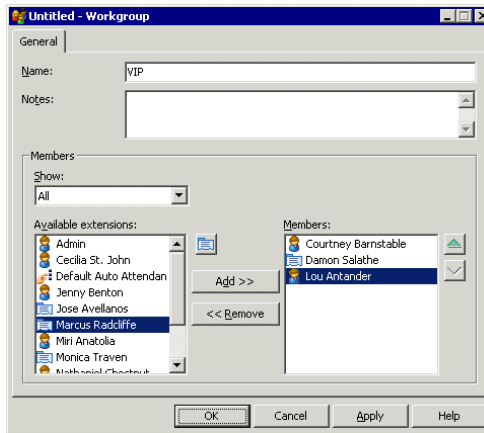 Untitled - Workgroup
General
Name:
VIP
Notes:
Members
Show:
All
Available extensions:
Admin
Cecilia St. John
Default Auto Attendan
Jenny Benton
Jose Avellanos
Marcus Radcliffe
Miri Anatolia
Monica Traven
Nathaniel Chestnut
Add >>
<< Remove
Members:
Courtney Barnstable
Damon Salathe
Lou Antander
OK
Cancel
Apply
Help